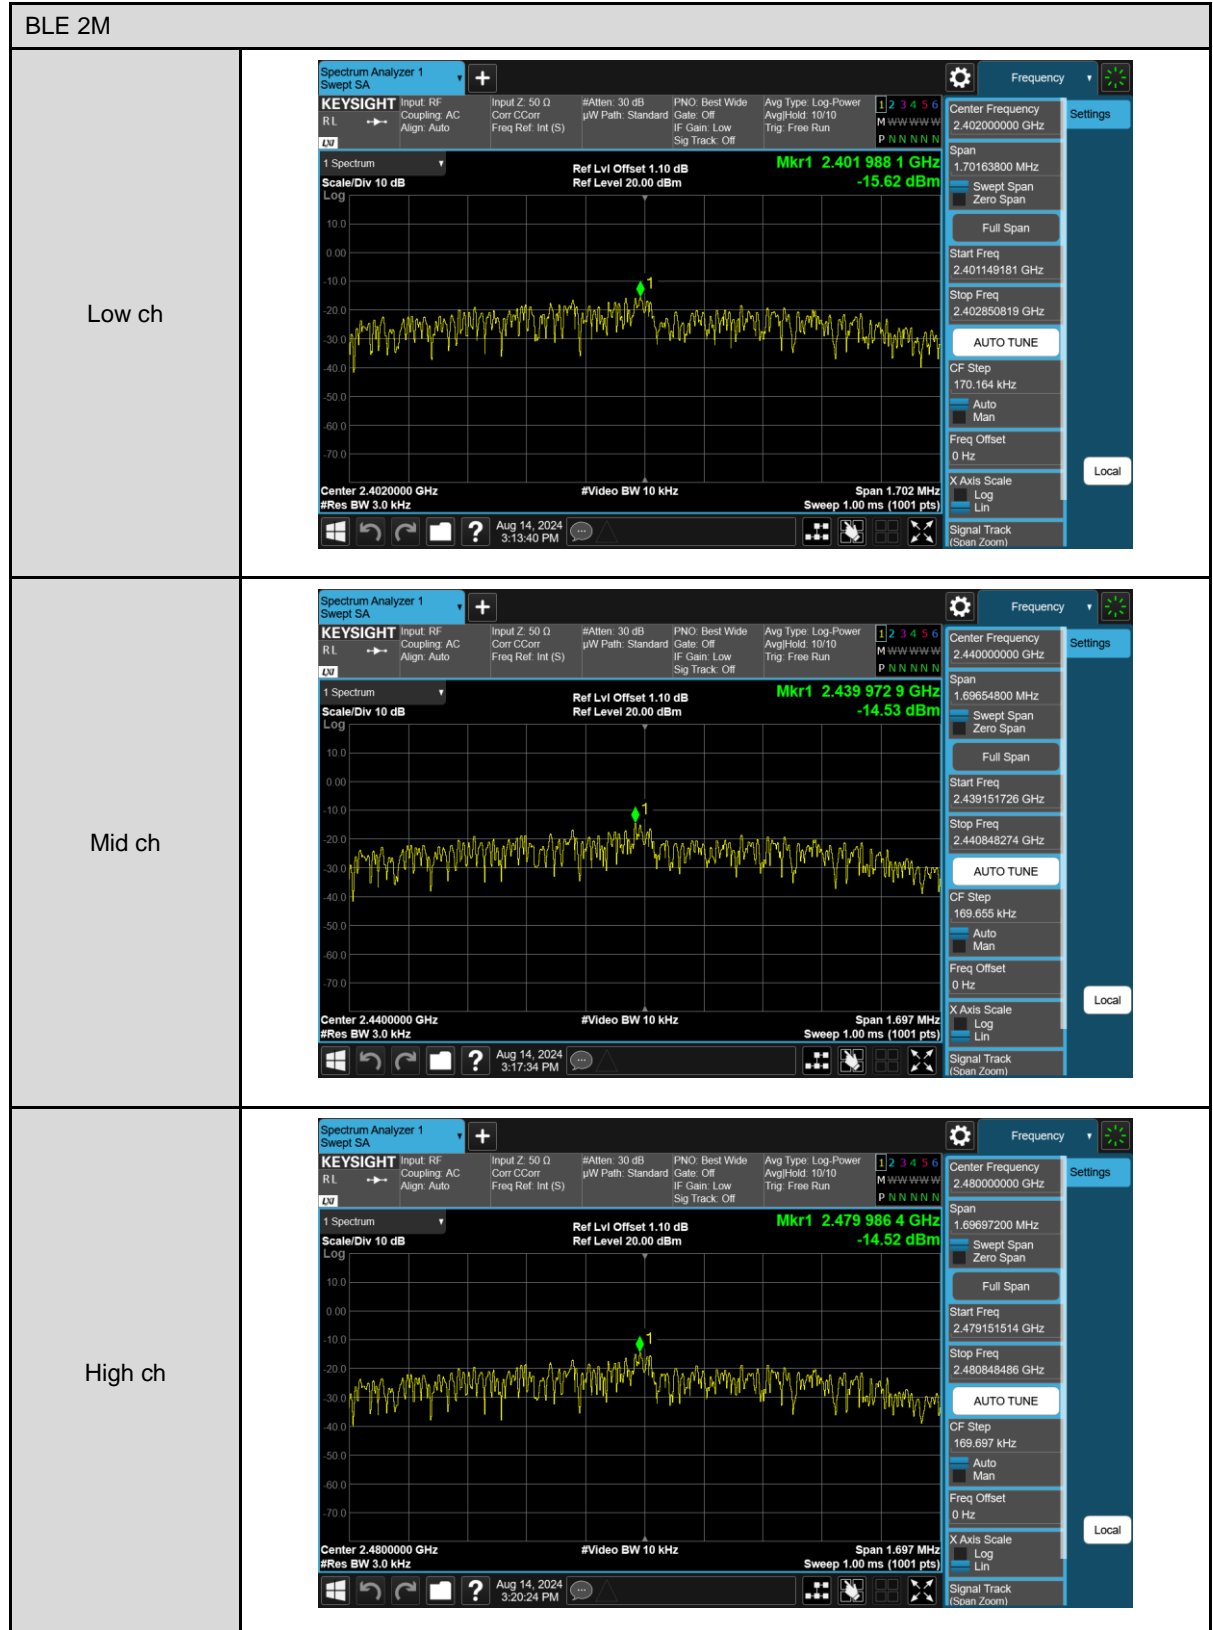 BLE 2M
Low ch
Spectrum Analyzer 1
Swept SA
Frequency
KEYSIGHT
RL
LXI
Input: RF
Coupling: AC
Align: Auto
Input Z: 50 Ω
Corr CCorr
Freq Ref: Int (S)
#Atten: 30 dB
µW Path: Standard
PNO: Best Wide
Gate: Off
IF Gain: Low
Sig Track: Off
Avg Type: Log-Power
Avg|Hold: 10/10
Trig: Free Run
1 2 3 4 5 6
M W W W W W
P N N N N N
Center Frequency
2.402000000 GHz
Settings
Span
1.70163800 MHz
Swept Span
Zero Span
Full Span
Start Freq
2.401149181 GHz
Stop Freq
2.402850819 GHz
AUTO TUNE
CF Step
170.164 kHz
Auto
Man
Freq Offset
0 Hz
X Axis Scale
Log
Lin
Signal Track
(Span Zoom)
Local
1 Spectrum
Scale/Div 10 dB
Log
Ref Lvl Offset 1.10 dB
Ref Level 20.00 dBm
Mkr1 2.401 988 1 GHz
-15.62 dBm
10.0
0.00
-10.0
-20.0
-30.0
-40.0
-50.0
-60.0
-70.0
1
Center 2.4020000 GHz
#Res BW 3.0 kHz
#Video BW 10 kHz
Span 1.702 MHz
Sweep 1.00 ms (1001 pts)
Aug 14, 2024
3:13:40 PM
Mid ch
Spectrum Analyzer 1
Swept SA
Frequency
KEYSIGHT
RL
LXI
Input: RF
Coupling: AC
Align: Auto
Input Z: 50 Ω
Corr CCorr
Freq Ref: Int (S)
#Atten: 30 dB
µW Path: Standard
PNO: Best Wide
Gate: Off
IF Gain: Low
Sig Track: Off
Avg Type: Log-Power
Avg|Hold: 10/10
Trig: Free Run
1 2 3 4 5 6
M W W W W W
P N N N N N
Center Frequency
2.440000000 GHz
Settings
Span
1.69654800 MHz
Swept Span
Zero Span
Full Span
Start Freq
2.439151726 GHz
Stop Freq
2.440848274 GHz
AUTO TUNE
CF Step
169.655 kHz
Auto
Man
Freq Offset
0 Hz
X Axis Scale
Log
Lin
Signal Track
(Span Zoom)
Local
1 Spectrum
Scale/Div 10 dB
Log
Ref Lvl Offset 1.10 dB
Ref Level 20.00 dBm
Mkr1 2.439 972 9 GHz
-14.53 dBm
10.0
0.00
-10.0
-20.0
-30.0
-40.0
-50.0
-60.0
-70.0
1
Center 2.4400000 GHz
#Res BW 3.0 kHz
#Video BW 10 kHz
Span 1.697 MHz
Sweep 1.00 ms (1001 pts)
Aug 14, 2024
3:17:34 PM
High ch
Spectrum Analyzer 1
Swept SA
Frequency
KEYSIGHT
RL
LXI
Input: RF
Coupling: AC
Align: Auto
Input Z: 50 Ω
Corr CCorr
Freq Ref: Int (S)
#Atten: 30 dB
µW Path: Standard
PNO: Best Wide
Gate: Off
IF Gain: Low
Sig Track: Off
Avg Type: Log-Power
Avg|Hold: 10/10
Trig: Free Run
1 2 3 4 5 6
M W W W W W
P N N N N N
Center Frequency
2.480000000 GHz
Settings
Span
1.69697200 MHz
Swept Span
Zero Span
Full Span
Start Freq
2.479151514 GHz
Stop Freq
2.480848486 GHz
AUTO TUNE
CF Step
169.697 kHz
Auto
Man
Freq Offset
0 Hz
X Axis Scale
Log
Lin
Signal Track
(Span Zoom)
Local
1 Spectrum
Scale/Div 10 dB
Log
Ref Lvl Offset 1.10 dB
Ref Level 20.00 dBm
Mkr1 2.479 986 4 GHz
-14.52 dBm
10.0
0.00
-10.0
-20.0
-30.0
-40.0
-50.0
-60.0
-70.0
1
Center 2.4800000 GHz
#Res BW 3.0 kHz
#Video BW 10 kHz
Span 1.697 MHz
Sweep 1.00 ms (1001 pts)
Aug 14, 2024
3:20:24 PM